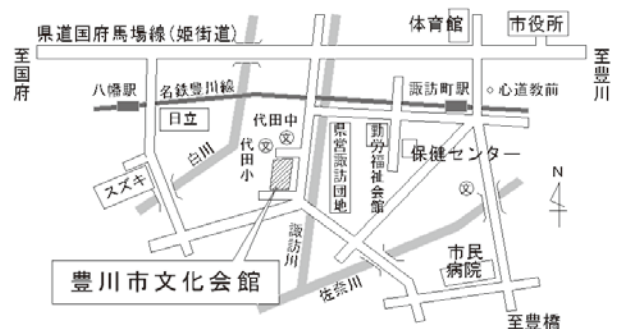 体育館
市役所
県道国府馬場線(姫街道)
至国府
至豊川
八幡駅
名鉄豊川線
諏訪町駅
心道教前
日立
代田中
文
白川
代田小
文
県営諏訪団地
勤労福祉会館
保健センター
スズキ
文
N
諏訪川
佐奈川
市民
病院
豊川市文化会館
至豊橋